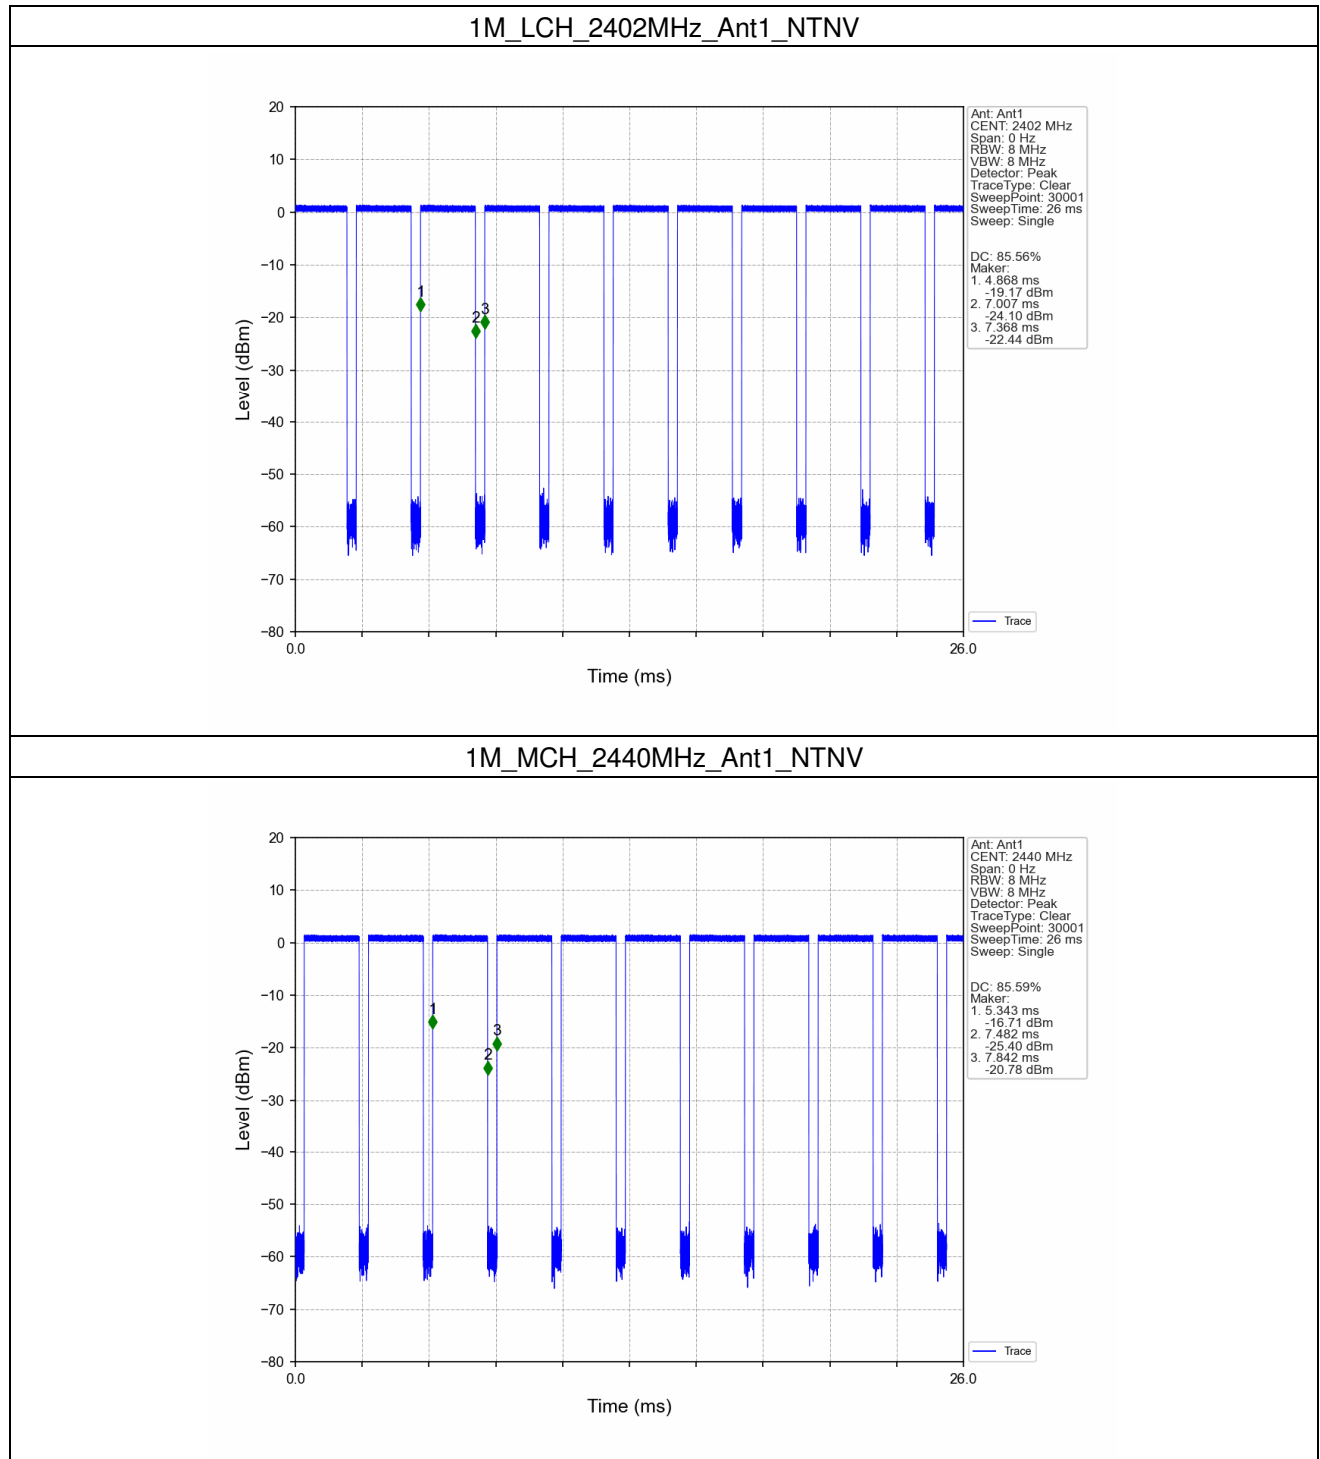 1M_LCH_2402MHz_Ant1_NTNV
20
10
0
−10
−20
−30
−40
−50
−60
−70
−80
Level (dBm)
1
2
3
0.0
26.0
Time (ms)
Ant: Ant1
CENT: 2402 MHz
Span: 0 Hz
RBW: 8 MHz
VBW: 8 MHz
Detector: Peak
TraceType: Clear
SweepPoint: 30001
SweepTime: 26 ms
Sweep: Single
DC: 85.56%
Maker:
1. 4.868 ms
-19.17 dBm
2. 7.007 ms
-24.10 dBm
3. 7.368 ms
-22.44 dBm
Trace
1M_MCH_2440MHz_Ant1_NTNV
20
10
0
−10
−20
−30
−40
−50
−60
−70
−80
Level (dBm)
1
2
3
0.0
26.0
Time (ms)
Ant: Ant1
CENT: 2440 MHz
Span: 0 Hz
RBW: 8 MHz
VBW: 8 MHz
Detector: Peak
TraceType: Clear
SweepPoint: 30001
SweepTime: 26 ms
Sweep: Single
DC: 85.59%
Maker:
1. 5.343 ms
-16.71 dBm
2. 7.482 ms
-25.40 dBm
3. 7.842 ms
-20.78 dBm
Trace